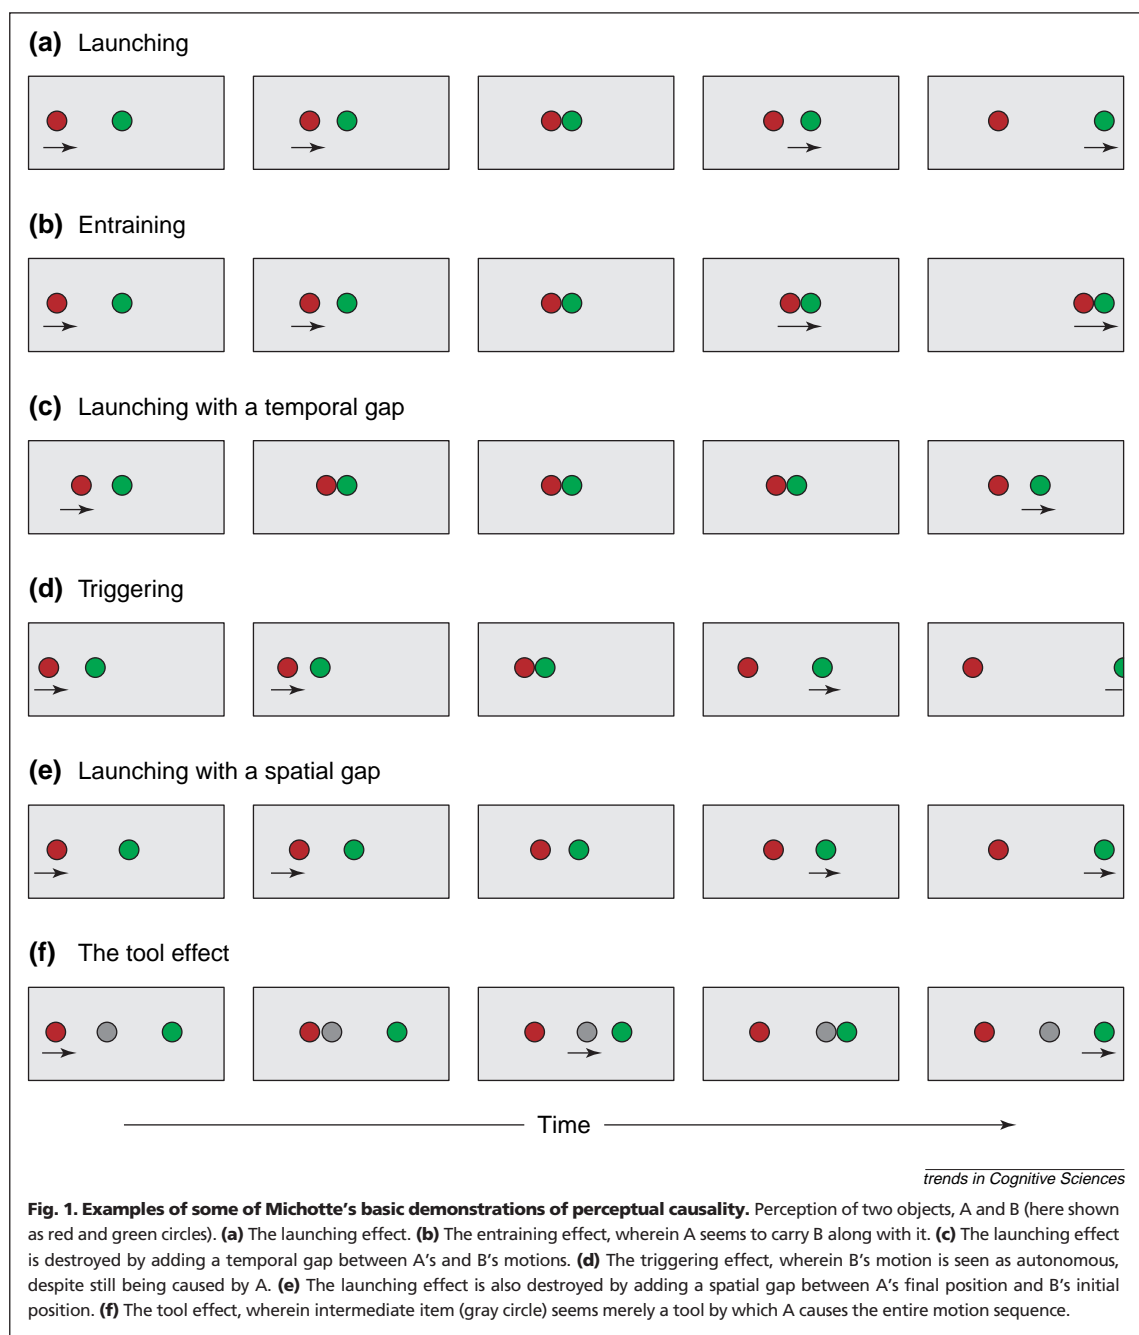 (a) Launching
(b) Entraining
(c) Launching with a temporal gap
(d) Triggering
(e) Launching with a spatial gap
(f) The tool effect
Time
trends in Cognitive Sciences
Fig. 1. Examples of some of Michotte's basic demonstrations of perceptual causality. Perception of two objects, A and B (here shown
as red and green circles). (a) The launching effect. (b) The entraining effect, wherein A seems to carry B along with it. (c) The launching effect
is destroyed by adding a temporal gap between A's and B's motions. (d) The triggering effect, wherein B's motion is seen as autonomous,
despite still being caused by A. (e) The launching effect is also destroyed by adding a spatial gap between A's final position and B's initial
position. (f) The tool effect, wherein intermediate item (gray circle) seems merely a tool by which A causes the entire motion sequence.